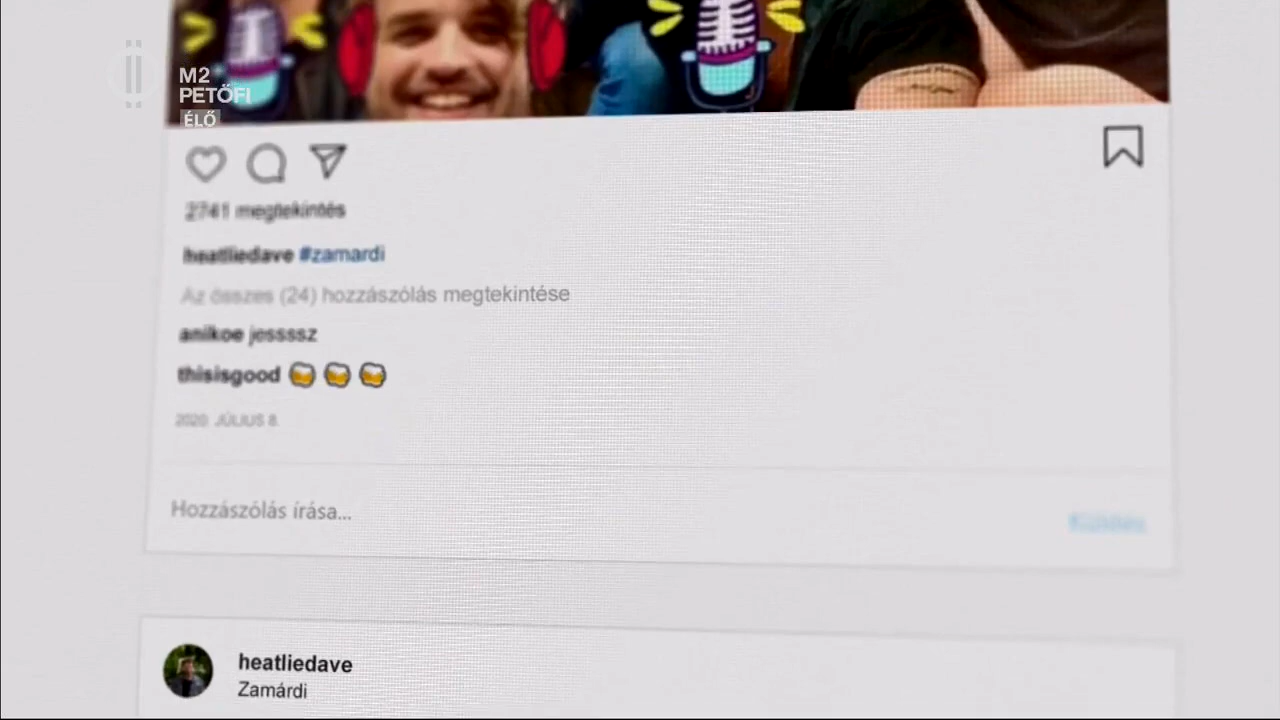 M2
PETŐFI
ÉLŐ
2741 megtekintés
heatliedave #zamardi
Az összes (24) hozzászólás megtekintése
anikoe jessssz
thisisgood
2020. JÚLIUS 8.
Hozzászólás írása...
Küldés
heatliedave
Zamárdi